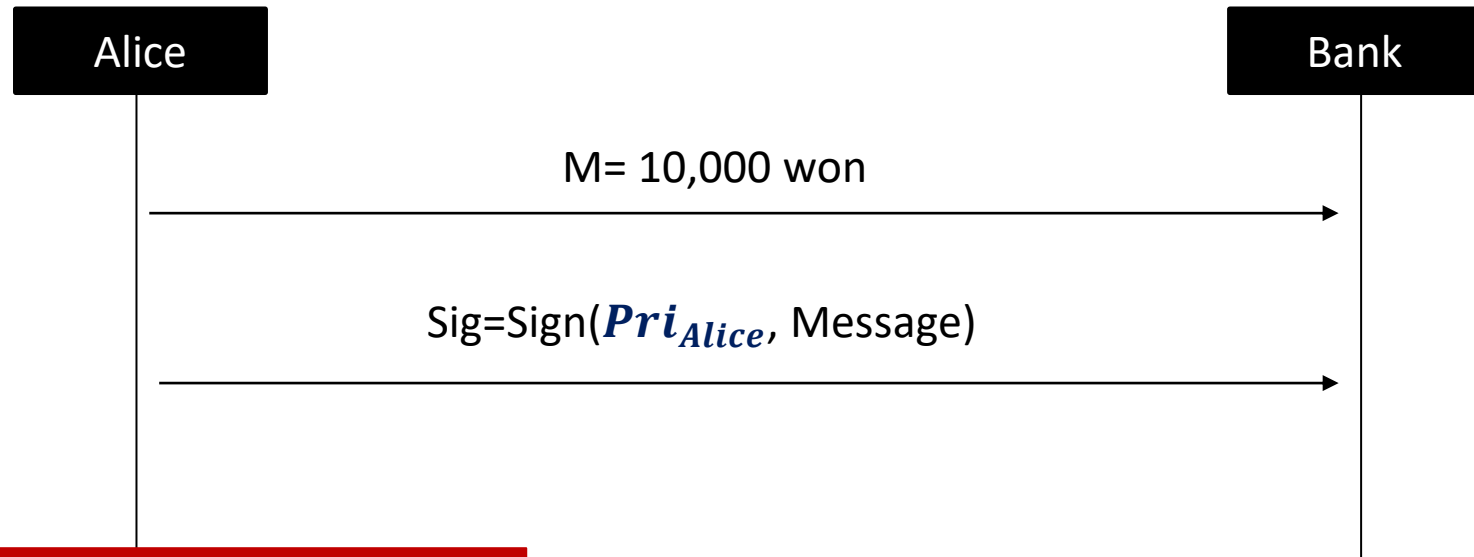 Alice
Bank
M= 10,000 won
Sig=Sign(Pri_Alice, Message)